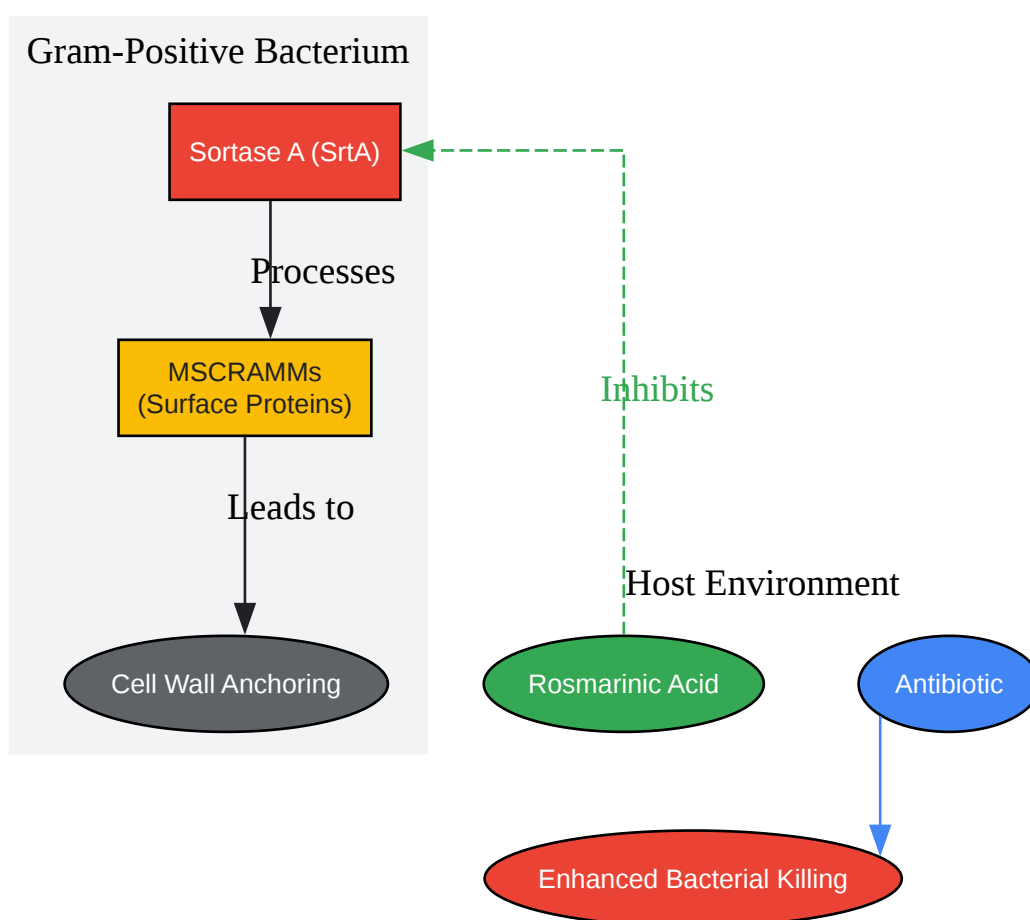 Gram-Positive Bacterium
Sortase A (SrtA)
Processes
MSCRAMMs
(Surface Proteins)
Inhibits
Leads to
Host Environment
Cell Wall Anchoring
Rosmarinic Acid
Antibiotic
Enhanced Bacterial Killing